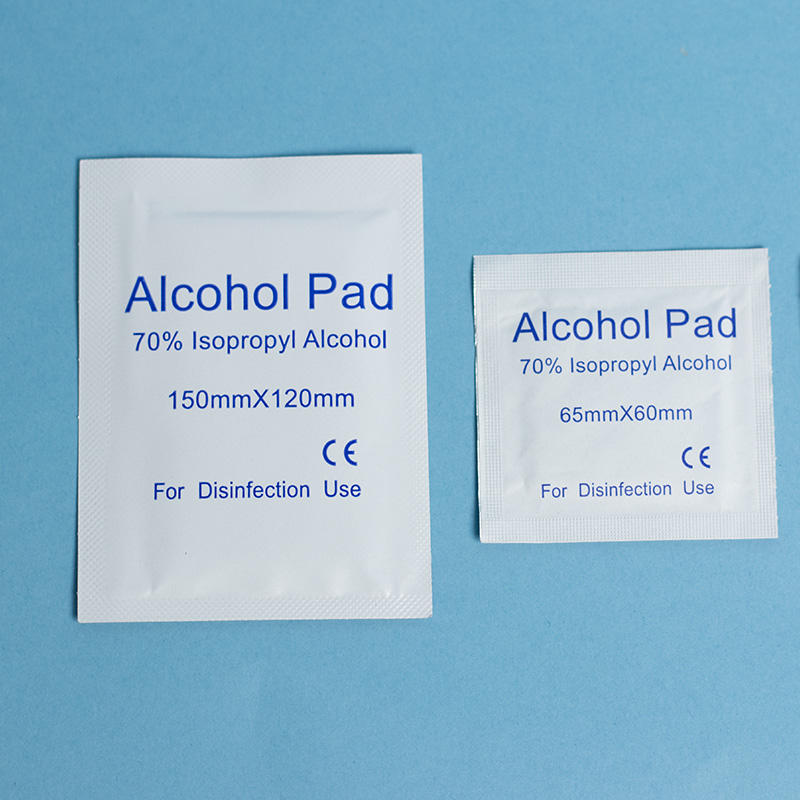 Alcohol Pad
70% Isopropyl Alcohol
150mmX120mm
CE
For Disinfection Use
Alcohol Pad
70% Isopropyl Alcohol
65mmX60mm
CE
For Disinfection Use